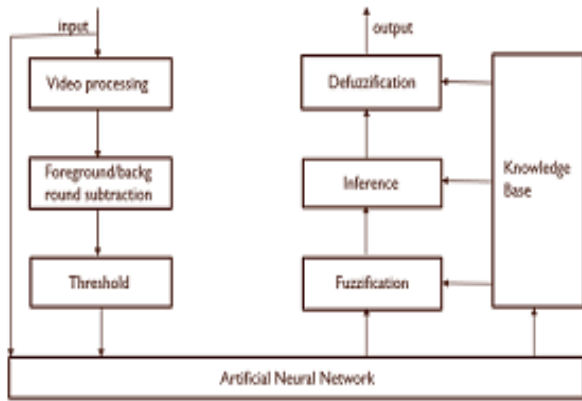 input
output
Video processing
Defuzzification
Foreground/backg
round subtraction
Inference
Knowledge
Base
Threshold
Fuzzification
Artificial Neural Network